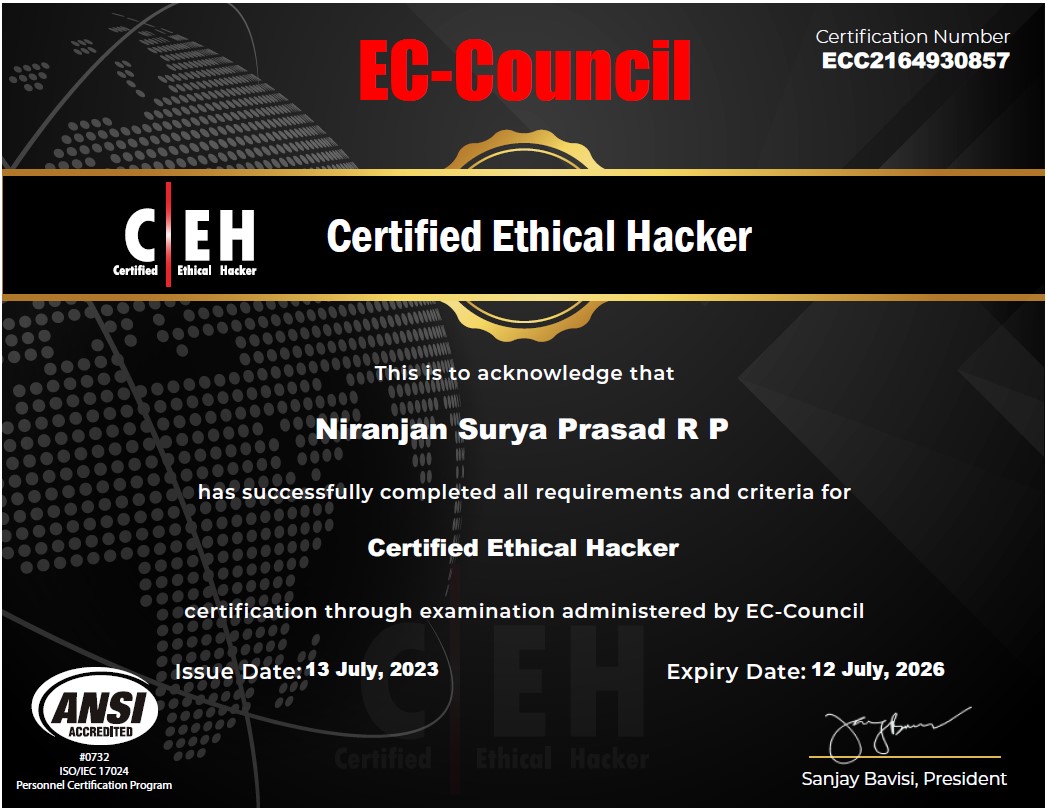 Certification Number
ECC2164930857
EC-Council
C EH
Certified Ethical Hacker
Certified Ethical Hacker
This is to acknowledge that
Niranjan Surya Prasad R P
has successfully completed all requirements and criteria for
Certified Ethical Hacker
certification through examination administered by EC-Council
Issue Date: 13 July, 2023
Expiry Date: 12 July, 2026
C EH
Certified Ethical Hacker
ANSI
ACCREDITED
#0732
ISO/IEC 17024
Personnel Certification Program
Sanjay Bavisi, President